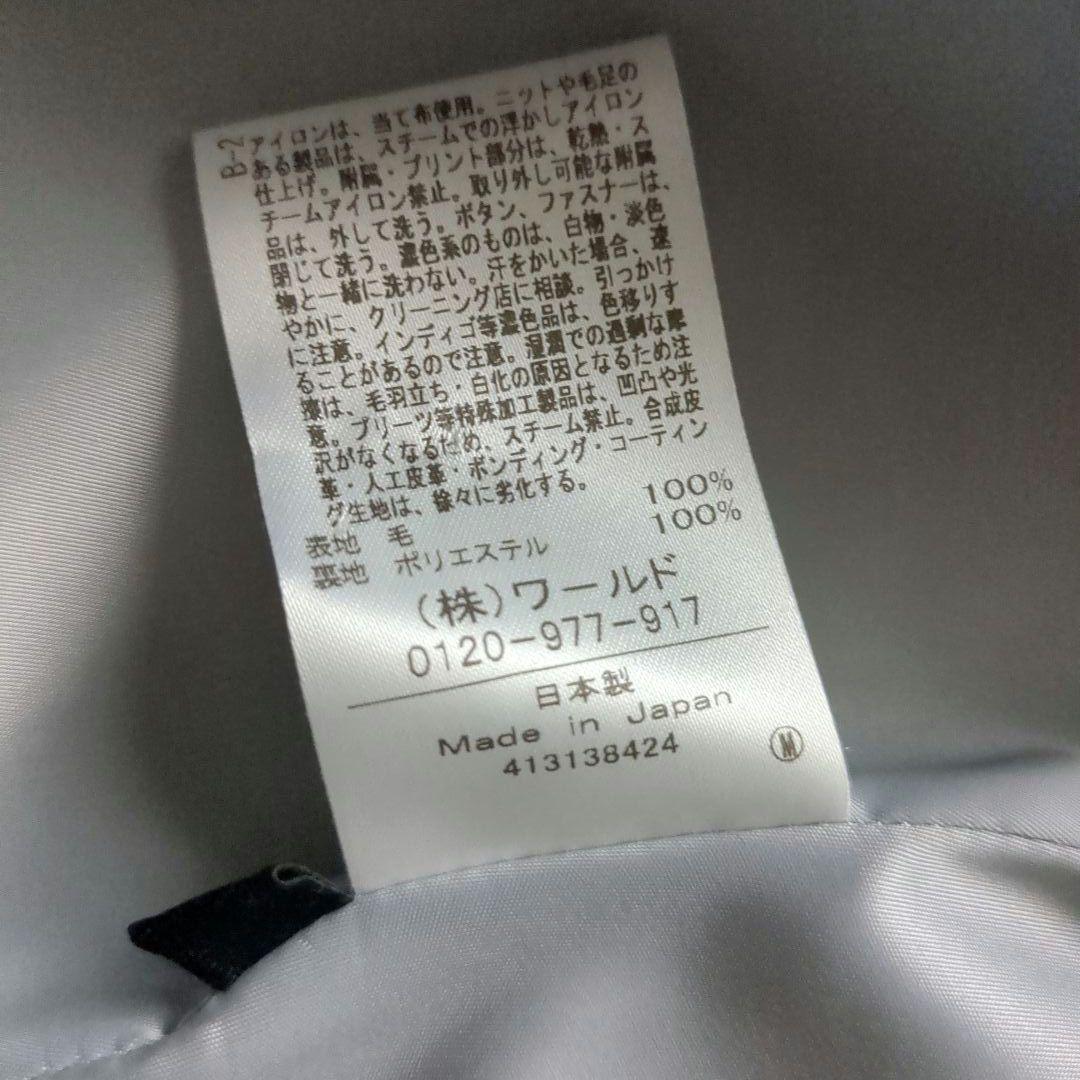 B-2
アイロンは、当て布使用。ニットや毛足の
ある製品は、スチームでの浮かしアイロン
仕上げ。附属・プリント部分は、乾熱・ス
チームアイロン禁止。取り外し可能な附属
品は、外して洗う。ボタン、ファスナーは、
閉じて洗う。濃色系のものは、白物・淡色
物と一緒に洗わない。汗をかいた場合、速
やかに、クリーニング店に相談。引っかけ
に注意。インディゴ等濃色品は、色移りす
ることがあるので注意。湿潤での過剰な摩
擦は、毛羽立ち・白化の原因となるため注
意。プリーツ等特殊加工製品は、凹凸や光
沢がなくなるため、スチーム禁止。合成皮
革・人工皮革・ボンディング・コーティン
グ生地は、徐々に劣化する。
表地 毛 100%
裏地 ポリエステル 100%
(株)ワールド
0120-977-917
日本製
Made in Japan
413138424
M